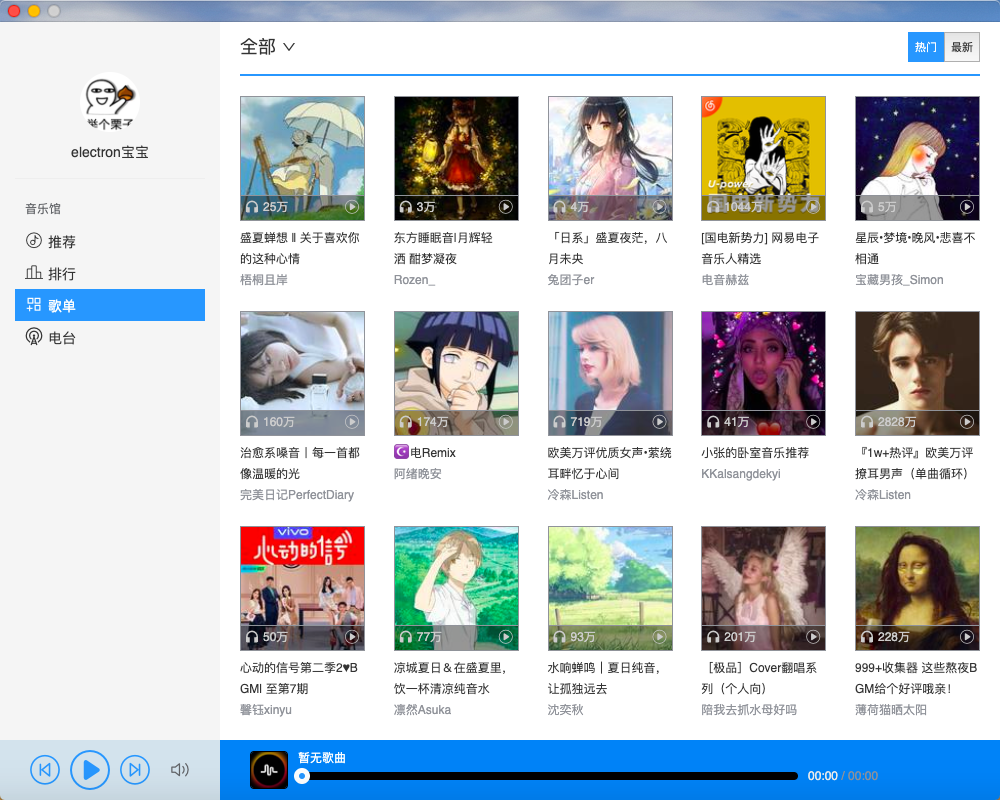 举个栗子
electron宝宝
音乐馆
推荐
排行
歌单
电台
全部
热门
最新
25万
盛夏蝉想 ‖ 关于喜欢你
的这种心情
梧桐且岸
3万
东方睡眠音|月辉轻
洒 酣梦凝夜
Rozen_
4万
「日系」盛夏夜茫，八
月未央
兔团子er
U-power
国电新势力
1044万
[国电新势力] 网易电子
音乐人精选
电音赫兹
5万
星辰•梦境•晚风•悲喜不
相通
宝藏男孩_Simon
160万
治愈系嗓音丨每一首都
像温暖的光
完美日记PerfectDiary
174万
☪️电Remix
阿绪晚安
719万
欧美万评优质女声•萦绕
耳畔忆于心间
冷森Listen
41万
小张的卧室音乐推荐
KKalsangdekyi
2828万
『1w+热评』欧美万评
撩耳男声（单曲循环）
冷森Listen
vivo
心动的信号
50万
心动的信号第二季2♥B
GMl 至第7期
馨钰xinyu
77万
凉城夏日＆在盛夏里，
饮一杯清凉纯音水
凛然Asuka
93万
水响蝉鸣丨夏日纯音，
让孤独远去
沈奕秋
201万
［极品］Cover翻唱系
列（个人向）
陪我去抓水母好吗
228万
999+收集器 这些熬夜B
GM给个好评哦亲！
薄荷猫晒太阳
暂无歌曲
00:00 / 00:00